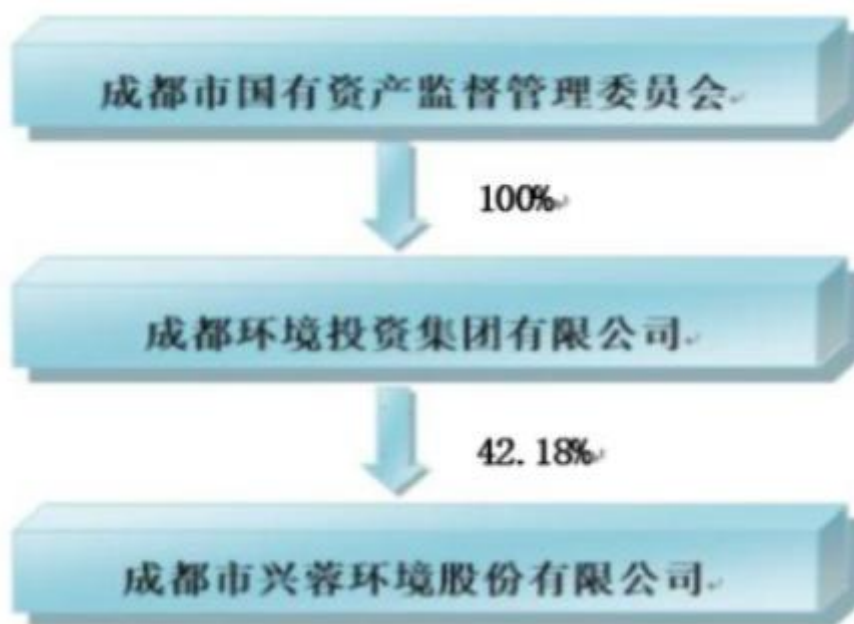 成都市国有资产监督管理委员会
100%
成都环境投资集团有限公司
42.18%
成都市兴蓉环境股份有限公司